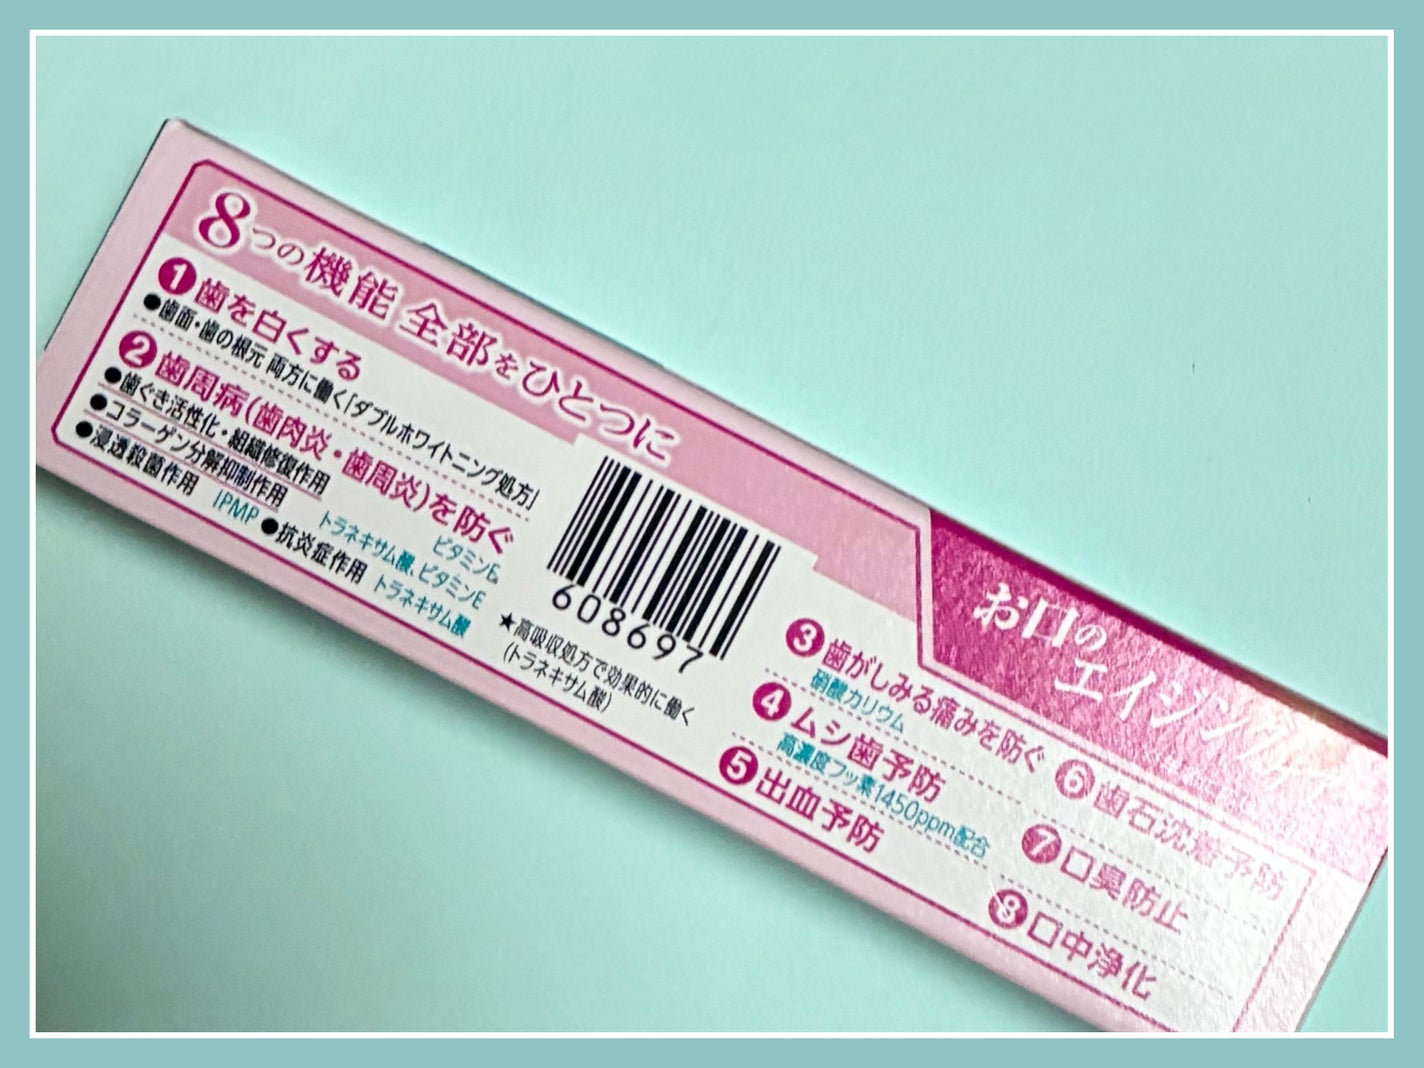 8つの機能 全部をひとつに
1 歯を白くする
●歯面・歯の根元 両方に働く「ダブルホワイトニング処方」
2 歯周病(歯肉炎・歯周炎)を防ぐ
●歯ぐき活性化・組織修復作用 ビタミンE
●コラーゲン分解抑制作用 トラネキサム酸、ビタミンE
●浸透殺菌作用 IPMP ●抗炎症作用 トラネキサム酸
608697
★高吸収処方で効果的に働く
(トラネキサム酸)
3 歯がしみる痛みを防ぐ
硝酸カリウム
4 ムシ歯予防
高濃度フッ素1450ppm配合
5 出血予防
6 歯石沈着予防
7 口臭防止
8 口中浄化
お口の
エイジングケア